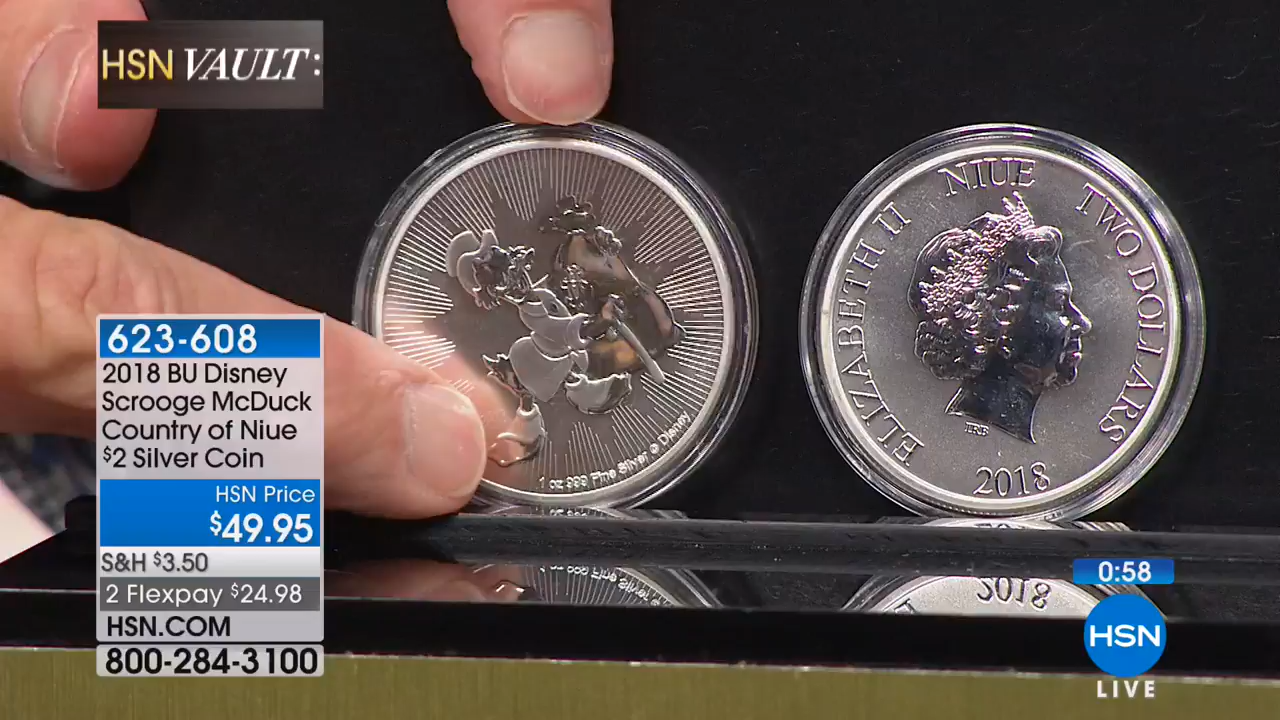 HSN VAULT:
623-608
2018 BU Disney
Scrooge McDuck
Country of Niue
$2 Silver Coin
HSN Price
$49.95
S&H $3.50
2 Flexpay $24.98
HSN.COM
800-284-3100
1 oz 999 Fine Silver © Disney
ELIZABETH II
NIUE
TWO DOLLARS
IRB
2018
2018
0:58
HSN
LIVE